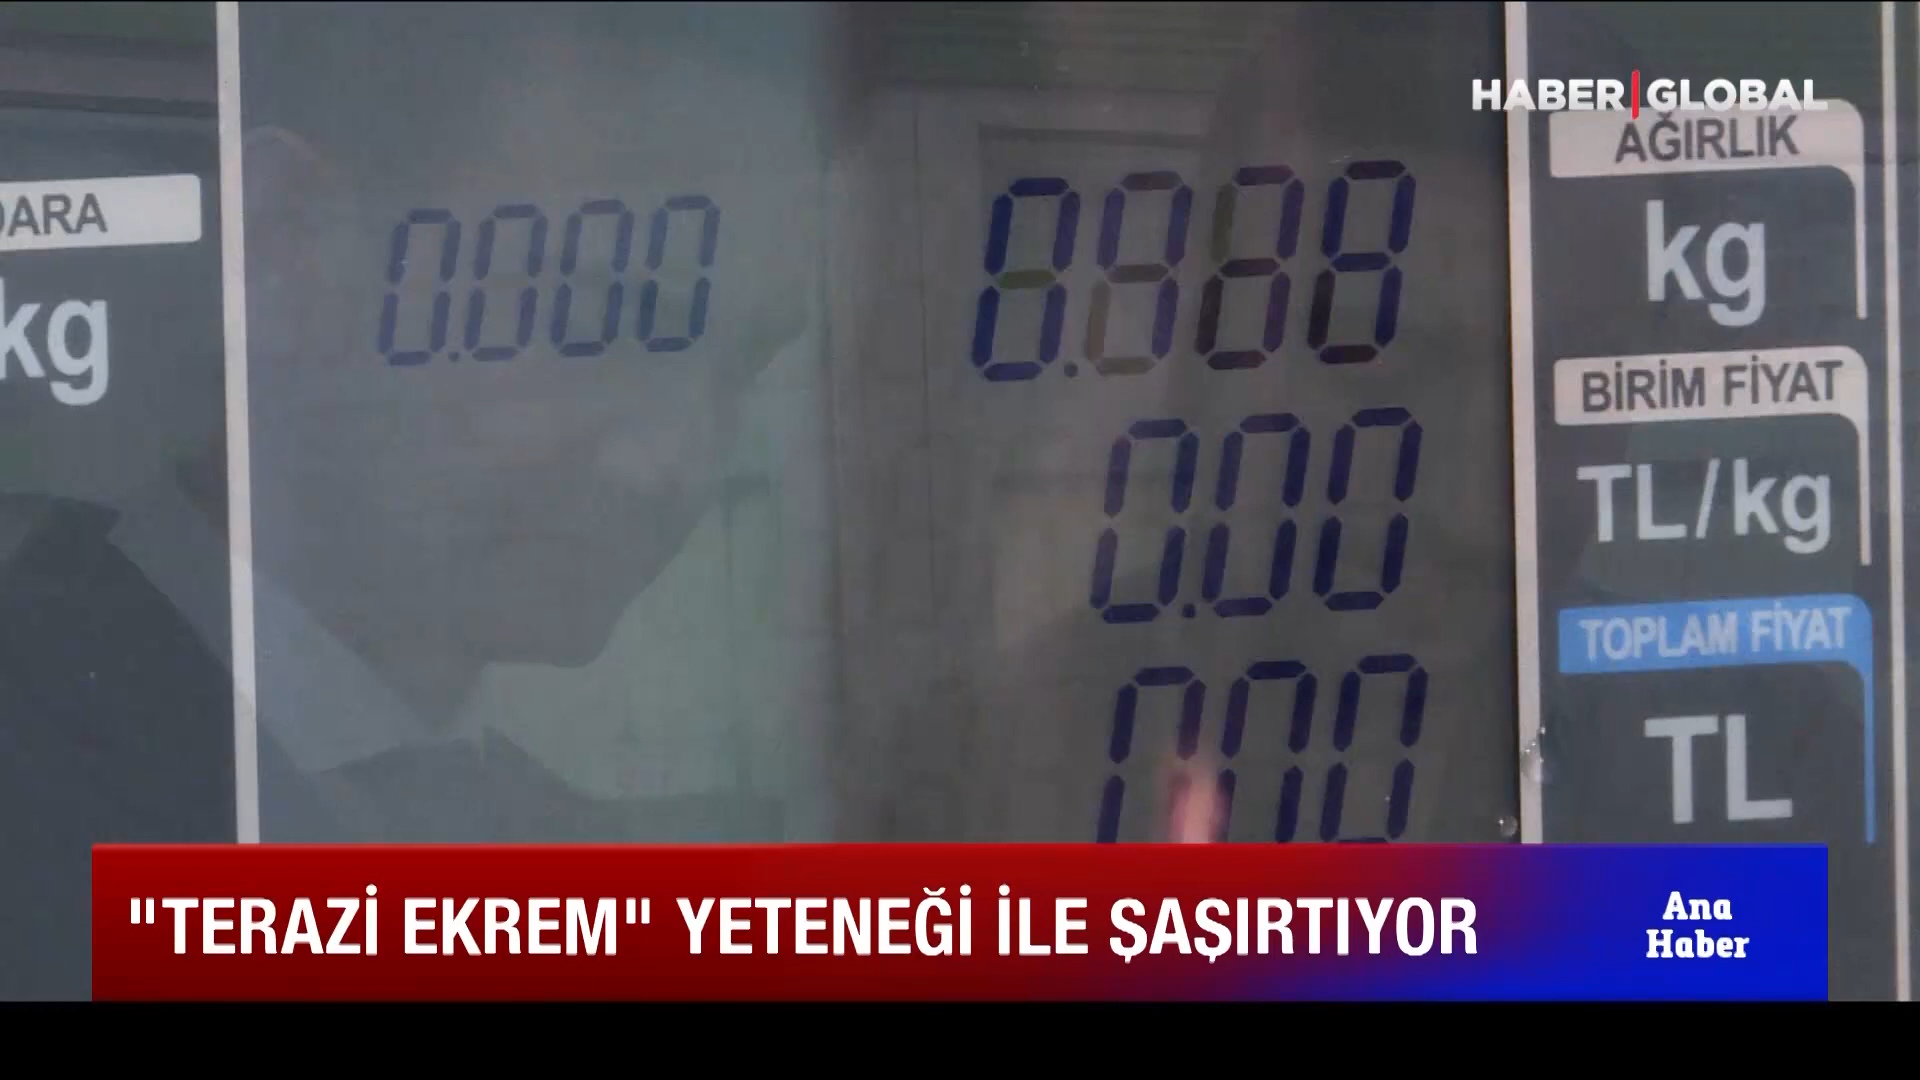 HABER|GLOBAL
AĞIRLIK
kg
DARA
kg
0.000
BİRİM FİYAT
TL/kg
0.00
TOPLAM FİYAT
TL
"TERAZİ EKREM" YETENEĞİ İLE ŞAŞIRTIYOR
Ana
Haber